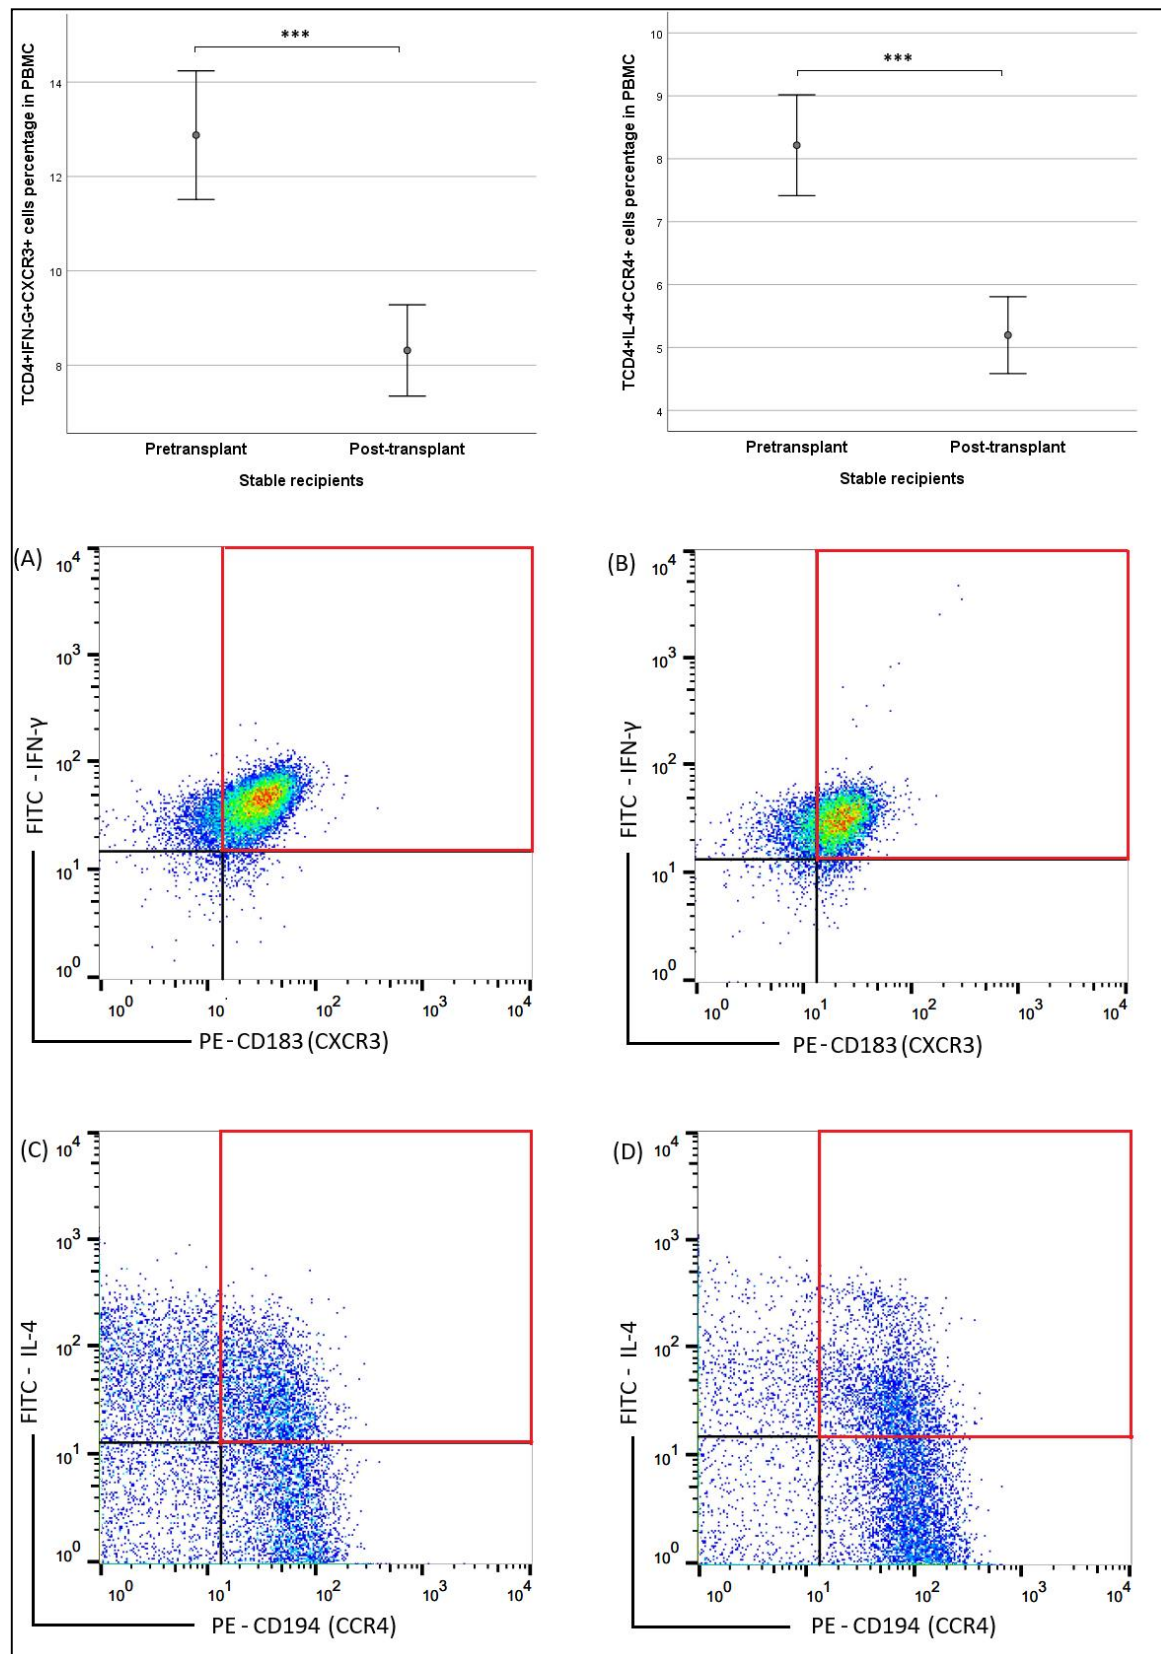 ***
TCD4+IFN-G+CXCR3+ cells percentage in PBMC
14
12
10
8
Pretransplant Post-transplant
Stable recipients
***
TCD4+IL-4+CCR4+ cells percentage in PBMC
10
9
8
7
6
5
4
Pretransplant Post-transplant
Stable recipients
(A)
FITC - IFN-γ
10⁴
10³
10²
10¹
10⁰
10⁰ 10¹ 10² 10³ 10⁴
PE - CD183 (CXCR3)
(B)
FITC - IFN-γ
10⁴
10³
10²
10¹
10⁰
10⁰ 10¹ 10² 10³ 10⁴
PE - CD183 (CXCR3)
(C)
FITC - IL-4
10⁴
10³
10²
10¹
10⁰
10⁰ 10¹ 10² 10³ 10⁴
PE - CD194 (CCR4)
(D)
FITC - IL-4
10⁴
10³
10²
10¹
10⁰
10⁰ 10¹ 10² 10³ 10⁴
PE - CD194 (CCR4)